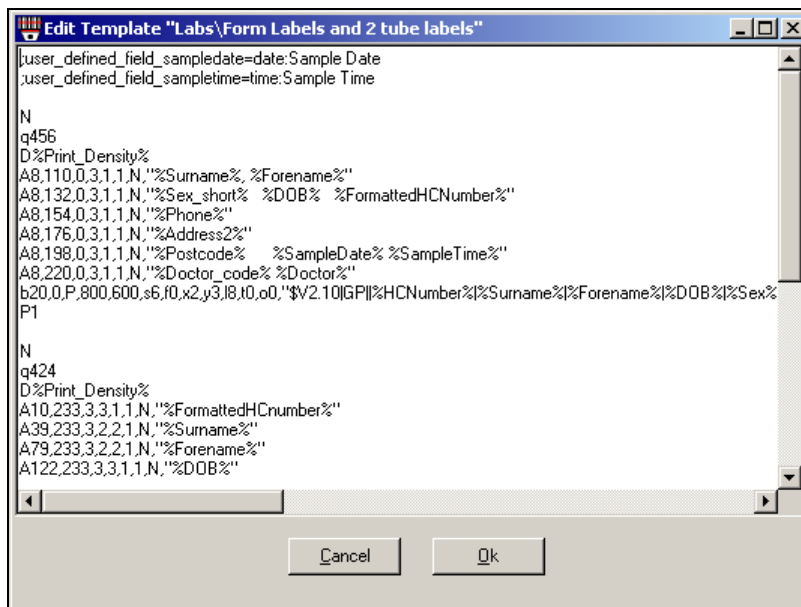 Edit Template "Labs\Form Labels and 2 tube labels"
;user_defined_field_sampledate=date:Sample Date
;user_defined_field_sampletime=time:Sample Time
N
q456
D%Print_Density%
A8,110,0,3,1,1,N,"%Surname%, %Forename%"
A8,132,0,3,1,1,N,"%Sex_short%   %DOB%   %FormattedHCNumber%"
A8,154,0,3,1,1,N,"%Phone%"
A8,176,0,3,1,1,N,"%Address2%"
A8,198,0,3,1,1,N,"%Postcode%      %SampleDate% %SampleTime%"
A8,220,0,3,1,1,N,"%Doctor_code% %Doctor%"
b20,0,P,800,600,s6,f0,x2,y3,l8,t0,o0,"$V2.10|GP||%HCNumber%|%Surname%|%Forename%|%DOB%|%Sex%
P1
N
q424
D%Print_Density%
A10,233,3,3,1,1,N,"%FormattedHCnumber%"
A39,233,3,2,2,1,N,"%Surname%"
A79,233,3,2,2,1,N,"%Forename%"
A122,233,3,3,1,1,N,"%DOB%"
Cancel
Ok